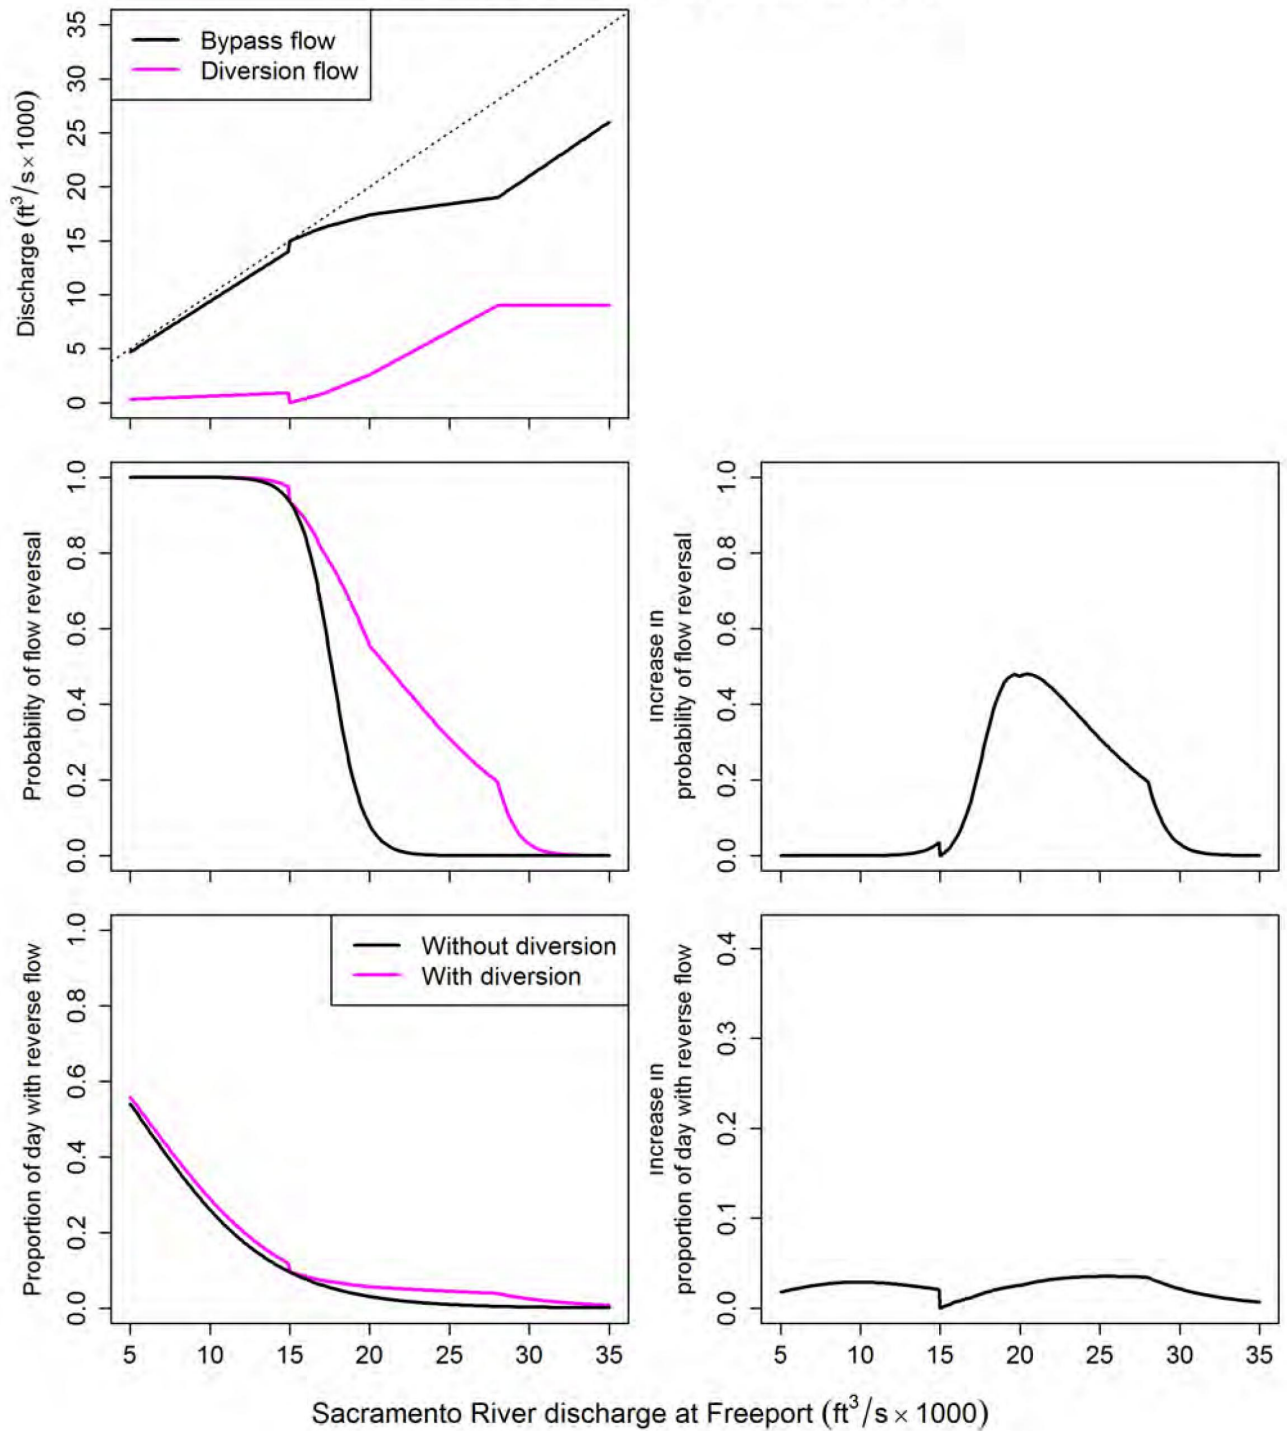 Bypass flow
Diversion flow
Discharge (ft³/s × 1000)
0 5 10 15 20 25 30 35
Probability of flow reversal
0.0 0.2 0.4 0.6 0.8 1.0
increase in
probability of flow reversal
0.0 0.2 0.4 0.6 0.8 1.0
Without diversion
With diversion
Proportion of day with reverse flow
0.0 0.2 0.4 0.6 0.8 1.0
5 10 15 20 25 30 35
increase in
proportion of day with reverse flow
0.0 0.1 0.2 0.3 0.4
5 10 15 20 25 30 35
Sacramento River discharge at Freeport (ft³/s × 1000)